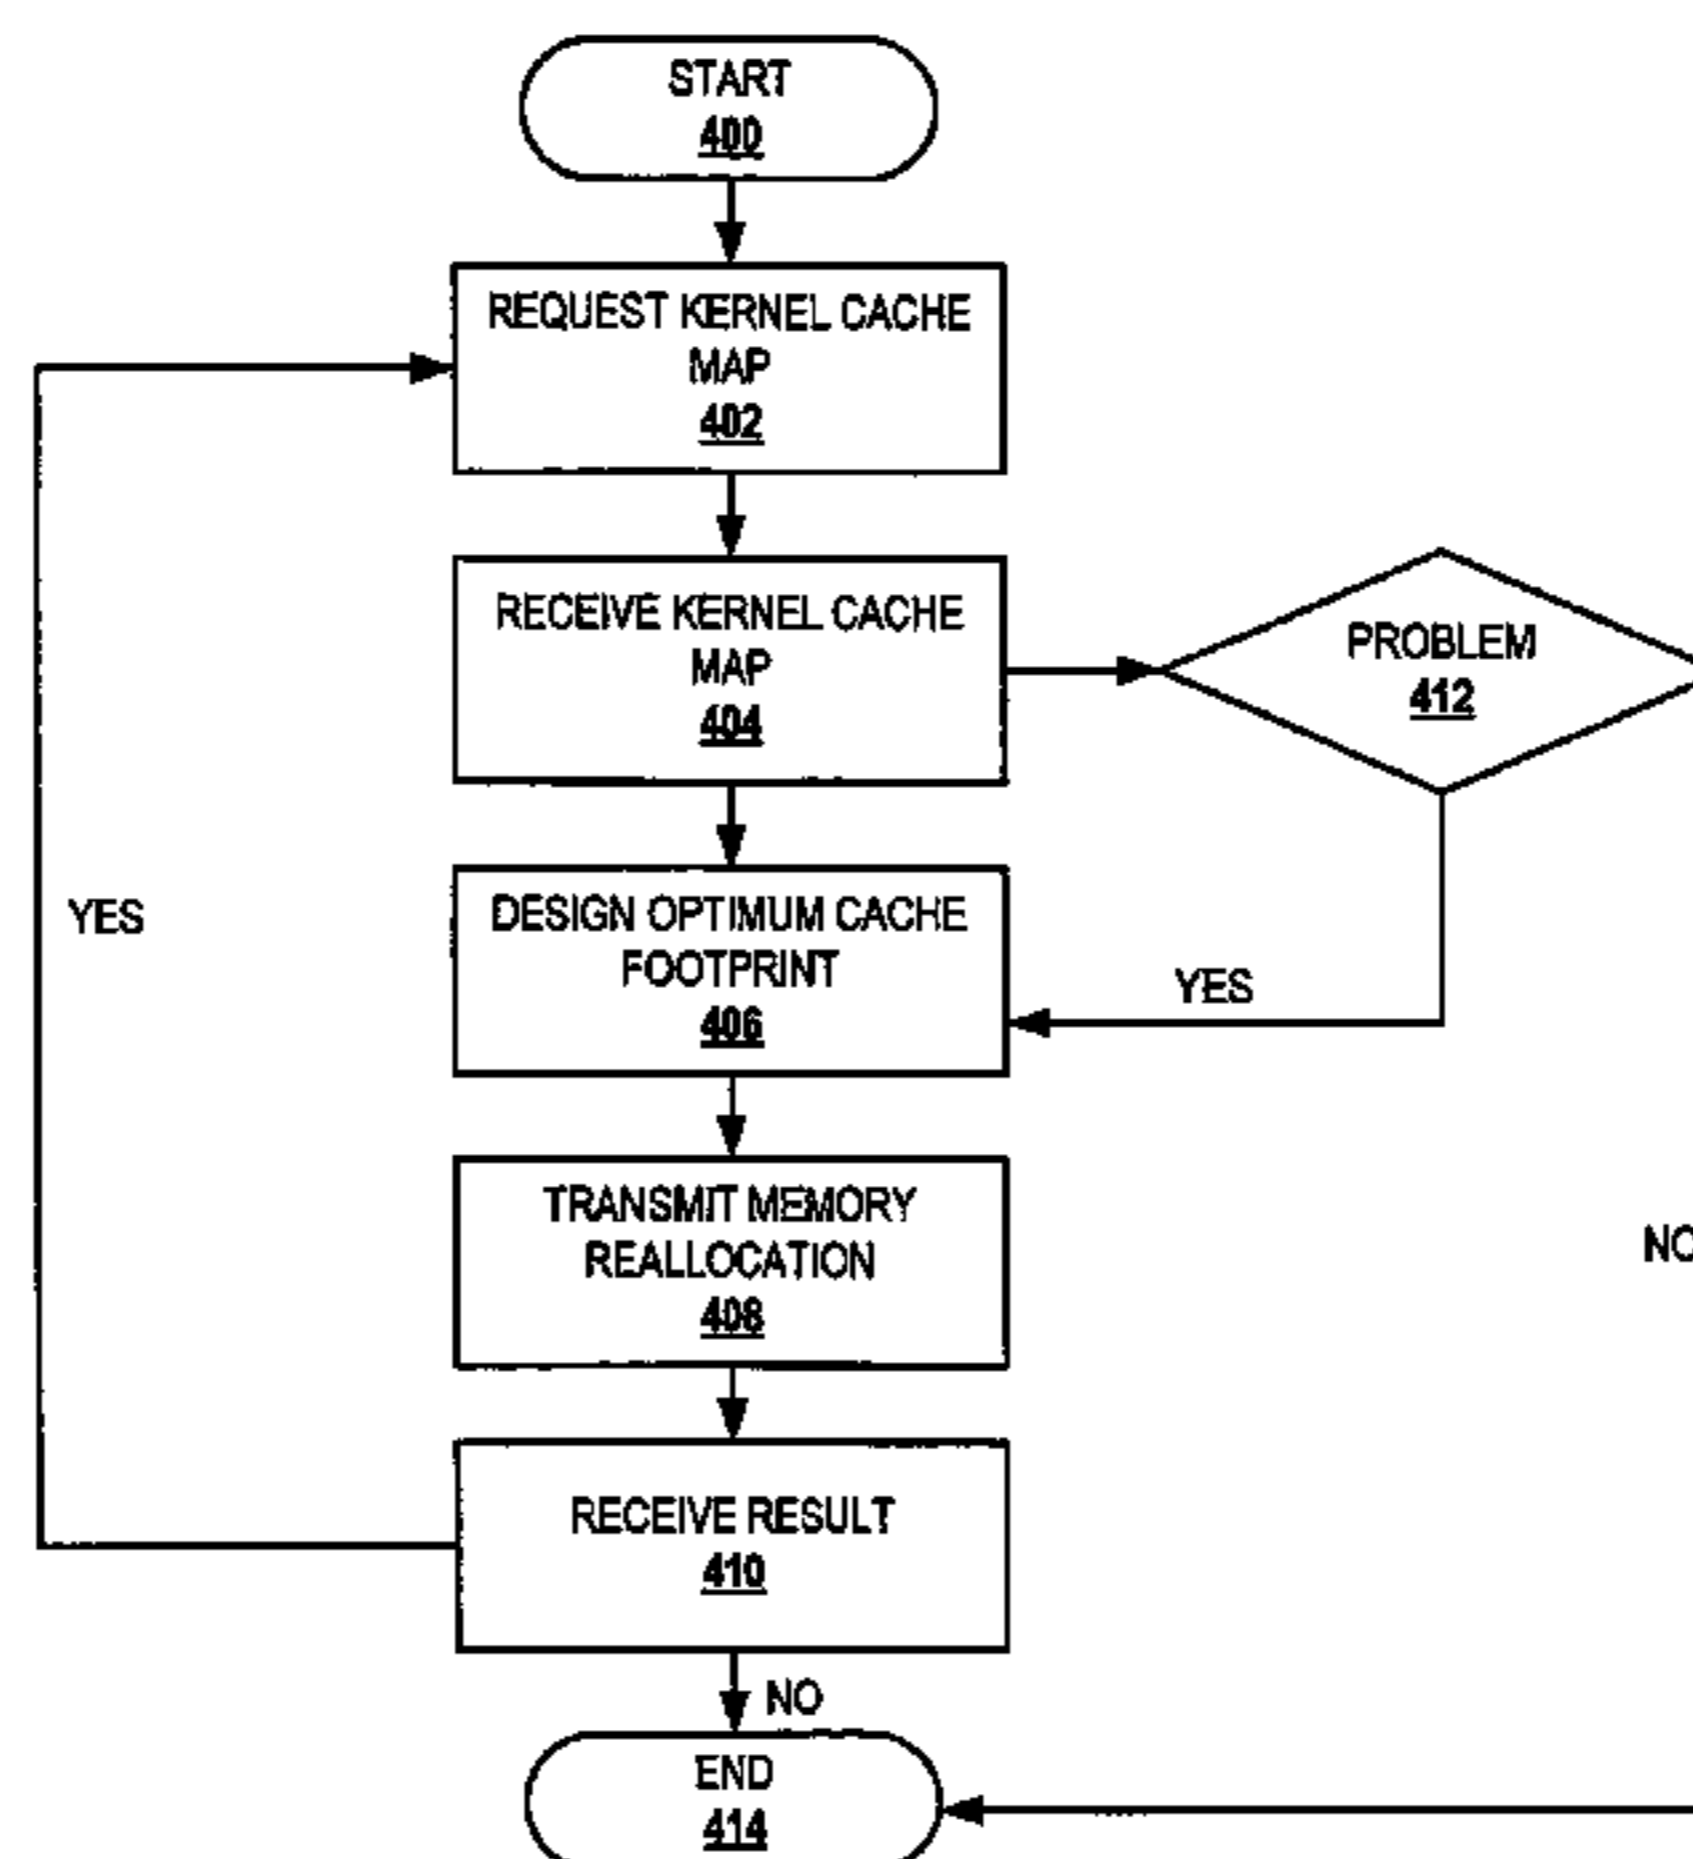 START
400
REQUEST KERNEL CACHE
MAP
402
RECEIVE KERNEL CACHE
MAP
404
PROBLEM
412
DESIGN OPTIMUM CACHE
FOOTPRINT
406
YES
YES
TRANSMIT MEMORY
REALLOCATION
408
NO
RECEIVE RESULT
410
NO
END
414